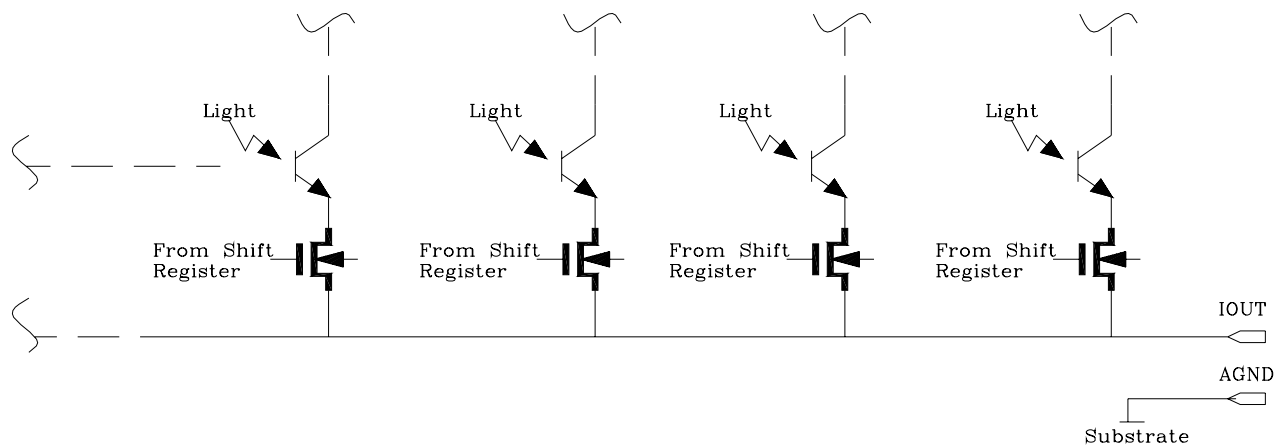 Light
Light
Light
Light
From Shift
Register
From Shift
Register
From Shift
Register
From Shift
Register
IOUT
AGND
Substrate